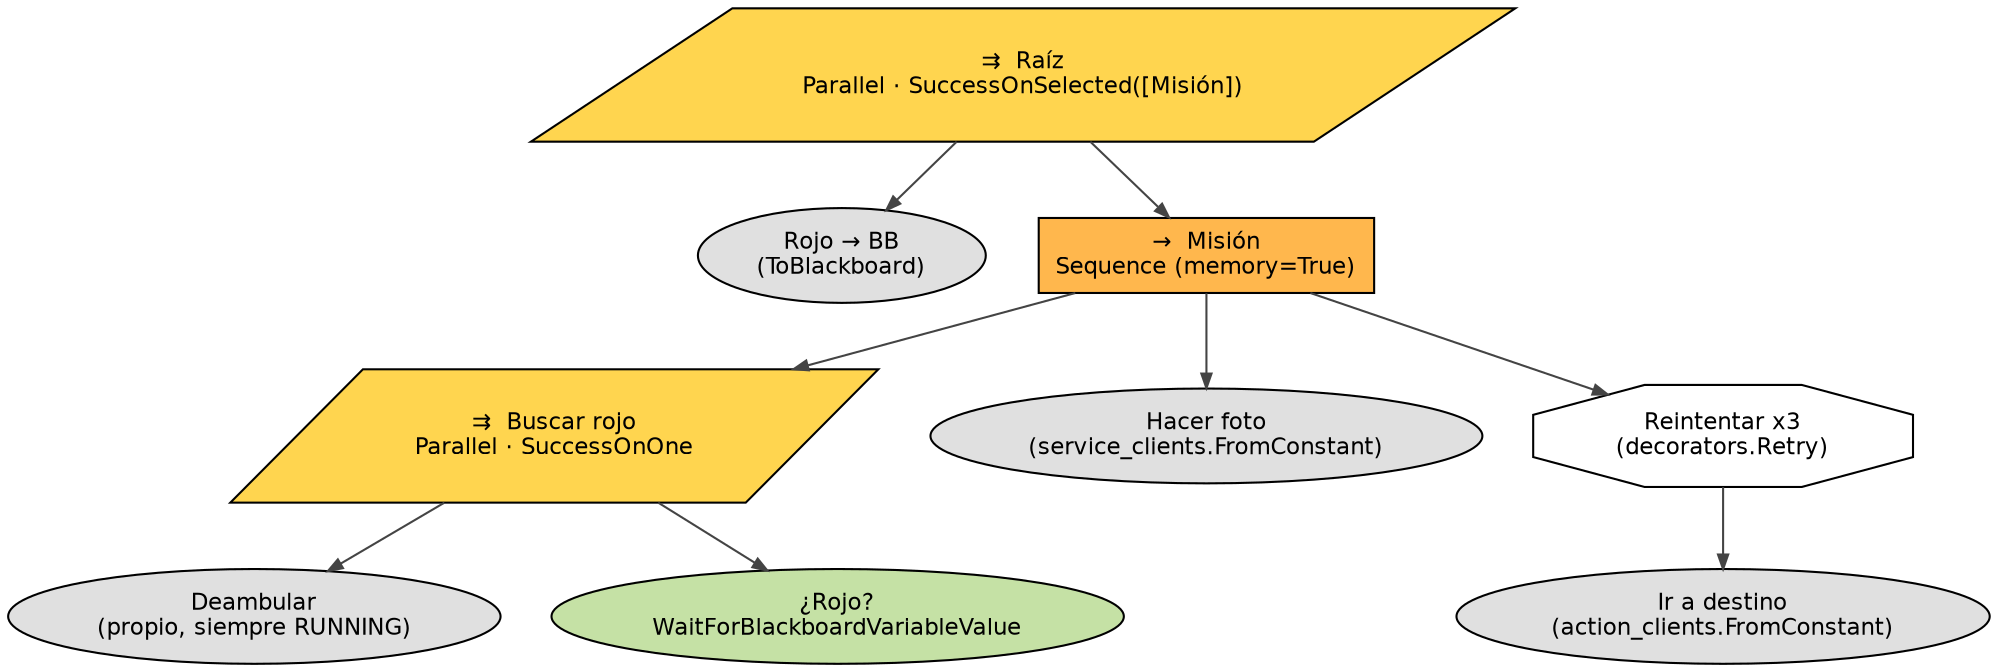 ⇉  Raíz
Parallel · SuccessOnSelected([Misión])
Rojo → BB
(ToBlackboard)
→  Misión
Sequence (memory=True)
⇉  Buscar rojo
Parallel · SuccessOnOne
Hacer foto
(service_clients.FromConstant)
Reintentar x3
(decorators.Retry)
Deambular
(propio, siempre RUNNING)
¿Rojo?
WaitForBlackboardVariableValue
Ir a destino
(action_clients.FromConstant)